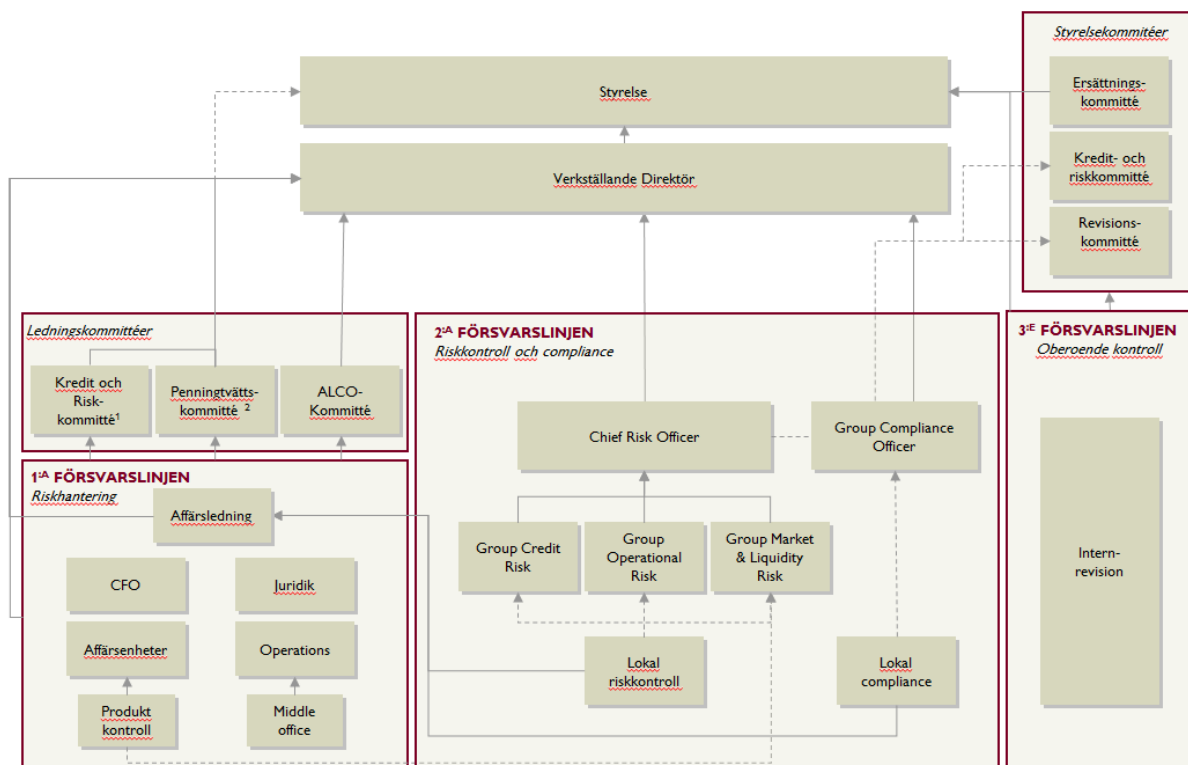 Styrelsekommitéer
Styrelse
Ersättnings-
kommitté
Verkställande Direktör
Kredit- och
riskkommitté
Revisions-
kommitté
Ledningskommittéer
Kredit och
Risk-
kommitté1
Penningtvätts-
kommitté 2
ALCO-
Kommitté
1:A FÖRSVARSLINJEN
Riskhantering
Affärsledning
CFO
Juridik
Affärsenheter
Operations
Produkt
kontroll
Middle
office
2:A FÖRSVARSLINJEN
Riskkontroll och compliance
Chief Risk Officer
Group Compliance
Officer
Group Credit
Risk
Group
Operational
Risk
Group Market
& Liquidity
Risk
Lokal
riskkontroll
Lokal
compliance
3:E FÖRSVARSLINJEN
Oberoende kontroll
Intern-
revision